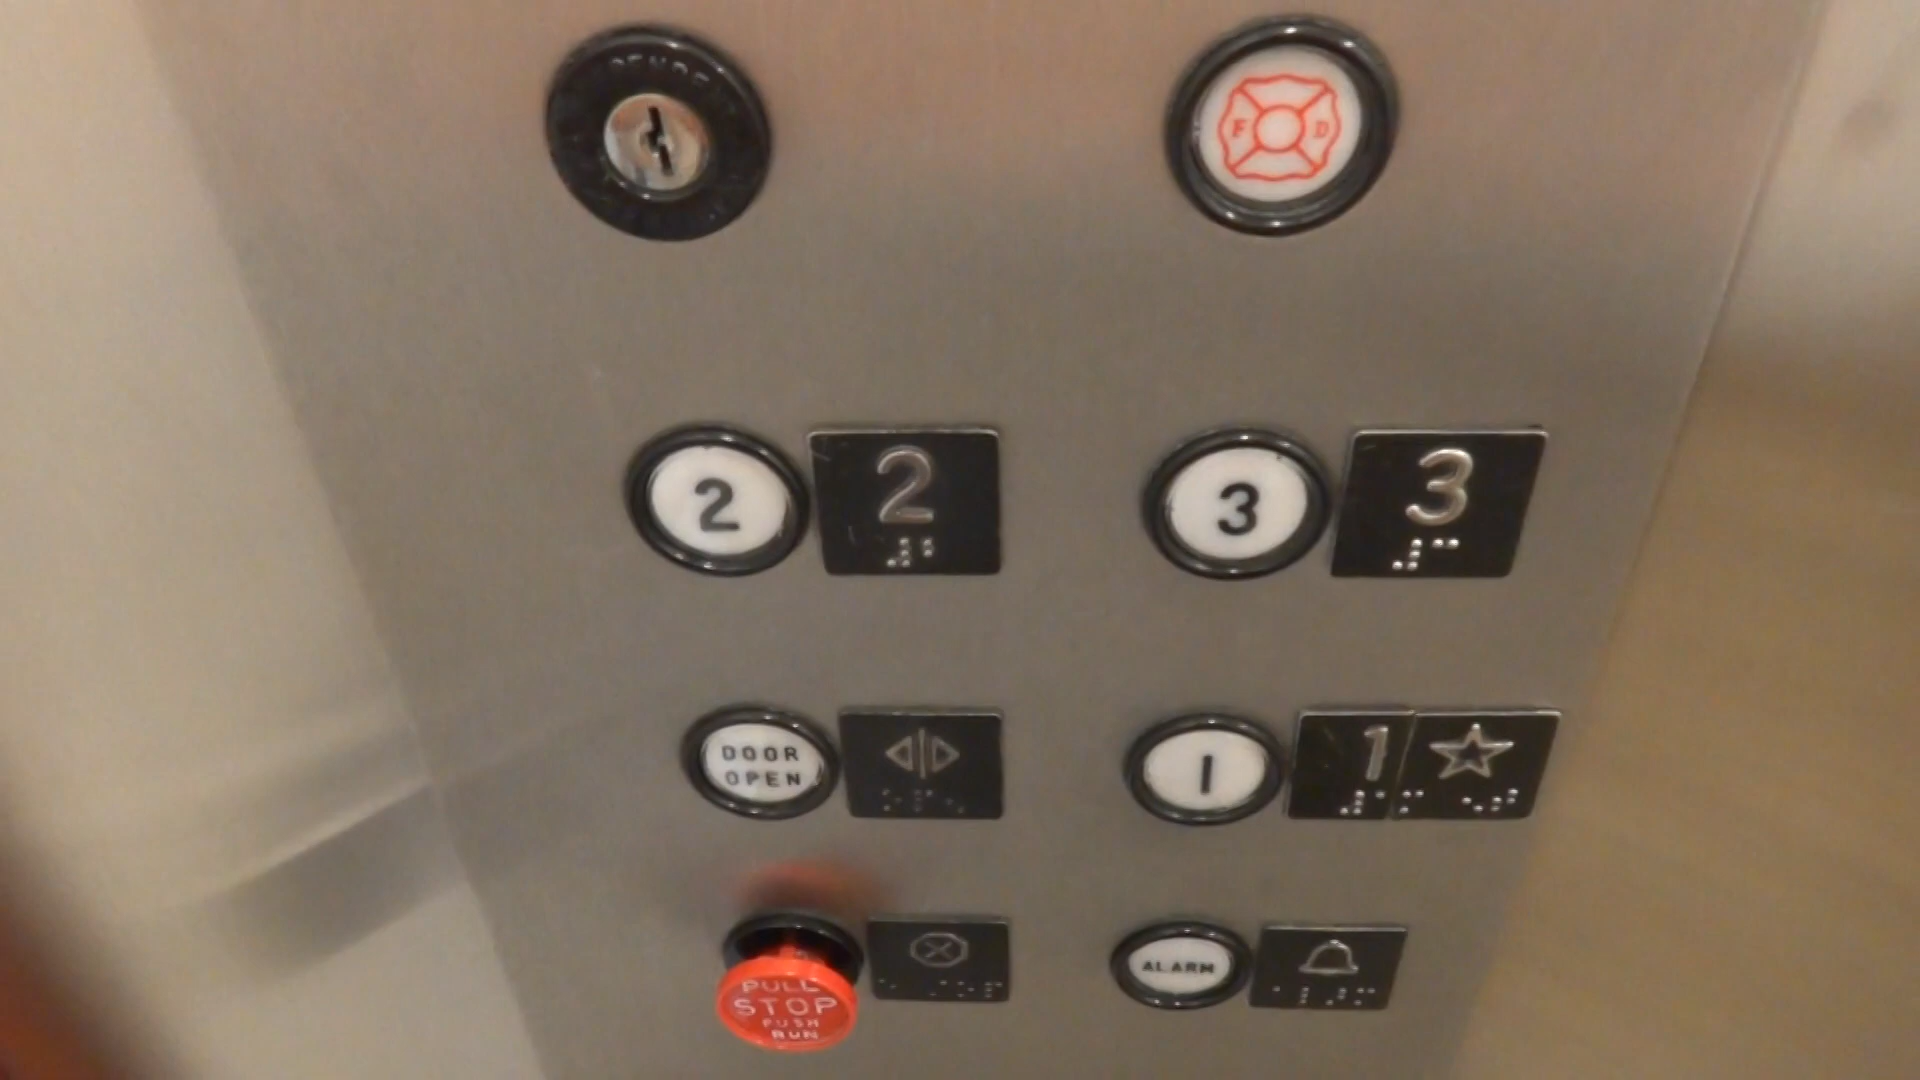 F D
2 2
3 3
DOOR
OPEN
1 1
PULL
STOP
PUSH
RUN
ALARM